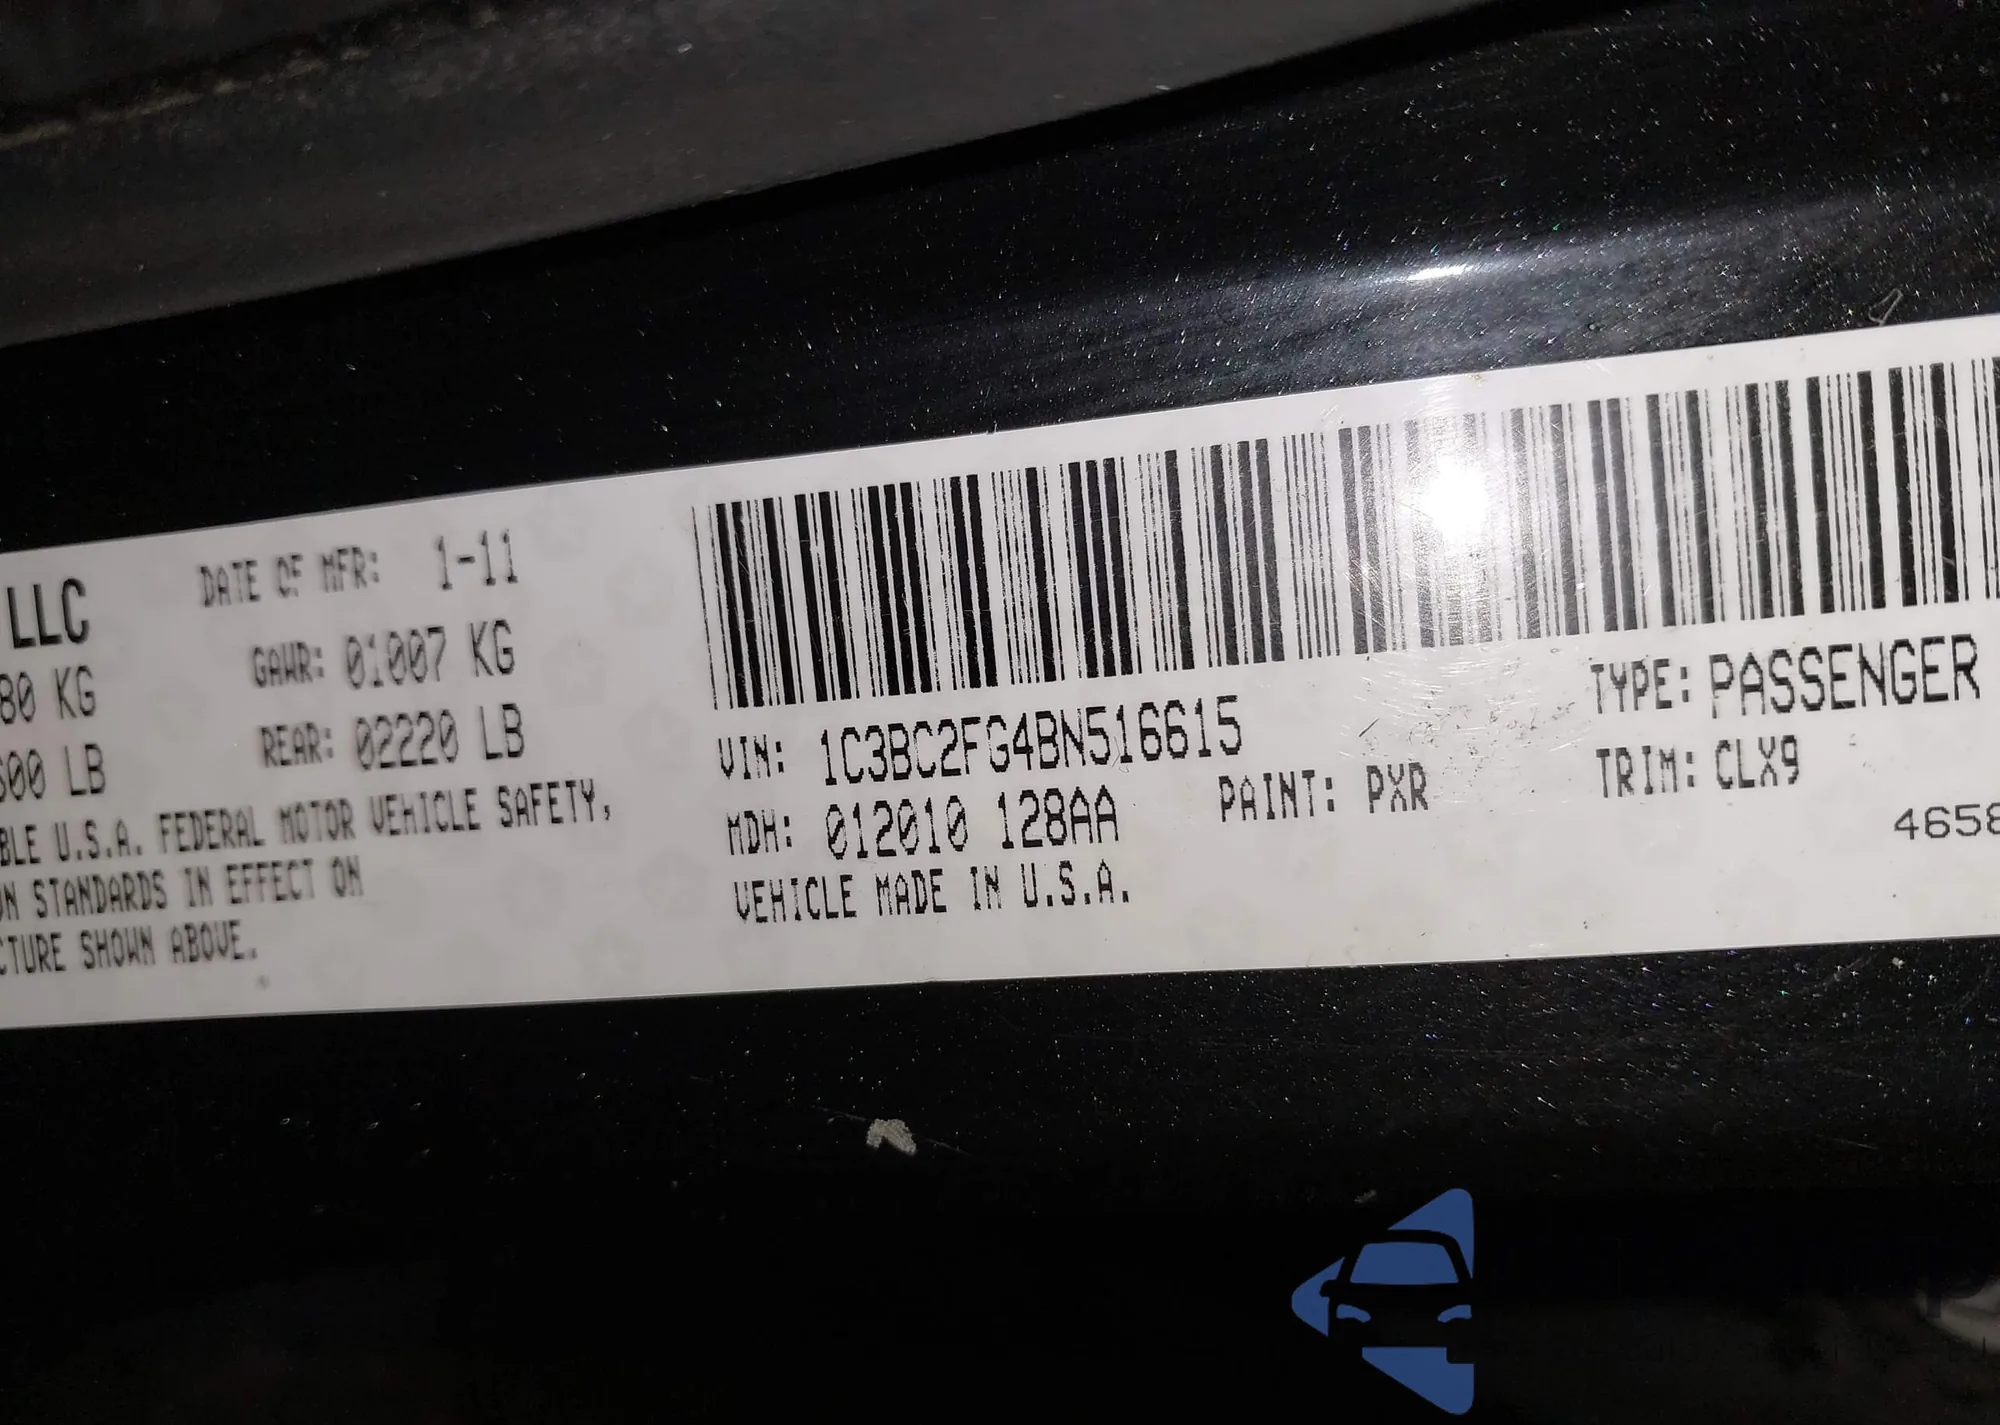 LLC
DATE OF MFR: 1-11
80 KG
GAWR: 01007 KG
600 LB
REAR: 02220 LB
BLE U.S.A. FEDERAL MOTOR VEHICLE SAFETY,
ON STANDARDS IN EFFECT ON
CTURE SHOWN ABOVE.
VIN: 1C3BC2FG4BN516615
TYPE: PASSENGER
MDH: 012010 128AA
PAINT: PXR
TRIM: CLX9
VEHICLE MADE IN U.S.A.
4658